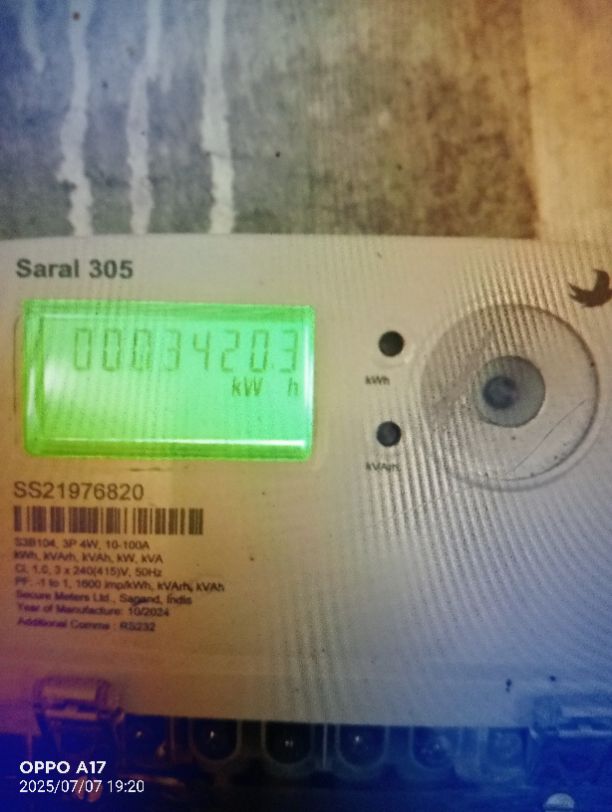 Saral 305
0003420.3
kW h
kWh
kVArh
SS21976820
S3B104, 3P 4W, 10-100A
kWh, kVArh, kVAh, kW, kVA
Cl. 1.0, 3 x 240(415)V, 50Hz
PF: -1 to 1, 1600 imp/kWh, kVArh, kVAh
Secure Meters Ltd., Sanand, India
Year of Manufacture: 10/2024
Additional Comms : RS232
OPPO A17
2025/07/07 19:20